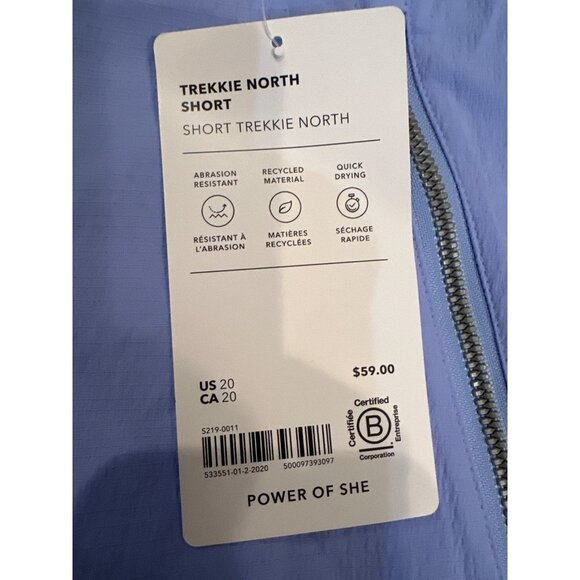 TREKKIE NORTH
SHORT
SHORT TREKKIE NORTH
ABRASION
RESISTANT
RECYCLED
MATERIAL
QUICK
DRYING
RÉSISTANT À
L'ABRASION
MATIÈRES
RECYCLÉES
SÉCHAGE
RAPIDE
US 20
CA 20
$59.00
S219-0011
533551-01-2-2020 500097393097
Certified
Certifiée
B
Entreprise
Corporation
POWER OF SHE